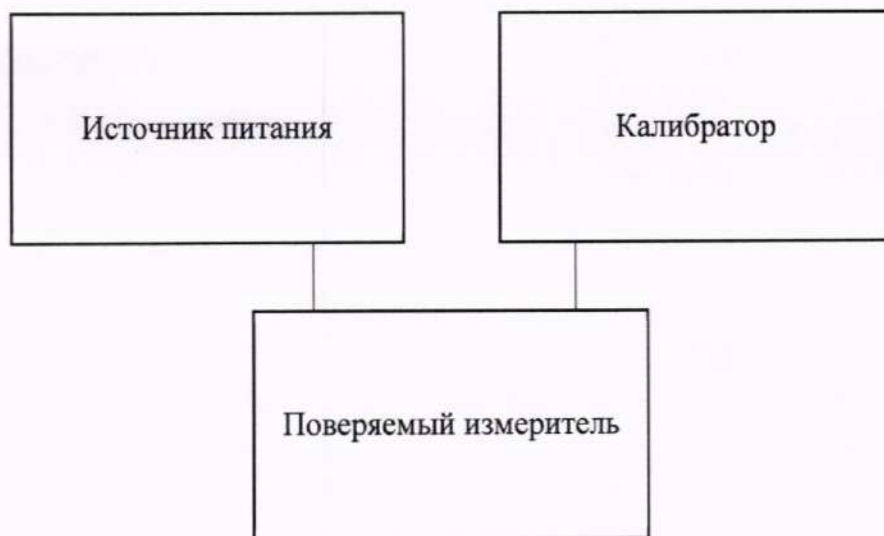 Источник питания
Калибратор
Поверяемый измеритель